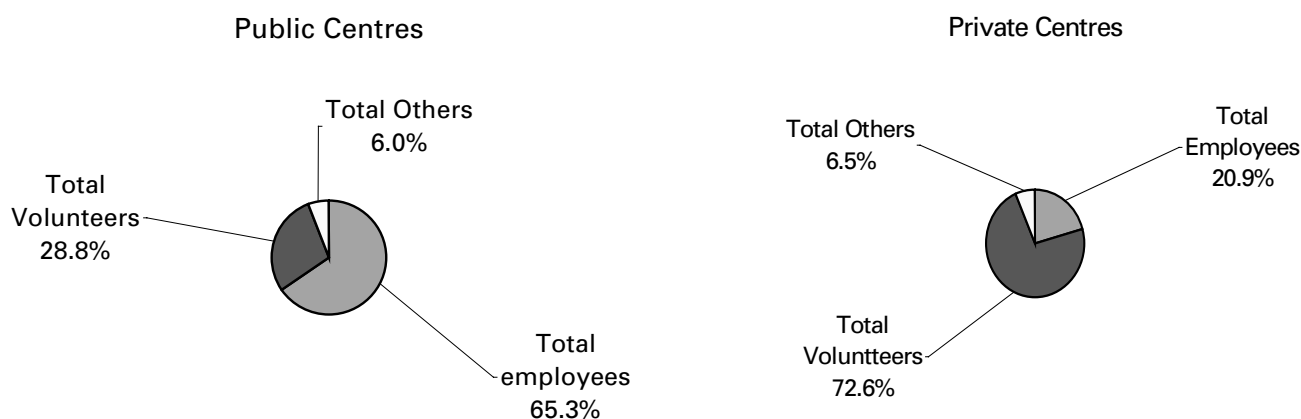 Public Centres
Total Others
6.0%
Total
Volunteers
28.8%
Total
employees
65.3%
Private Centres
Total Others
6.5%
Total
Employees
20.9%
Total
Voluntteers
72.6%